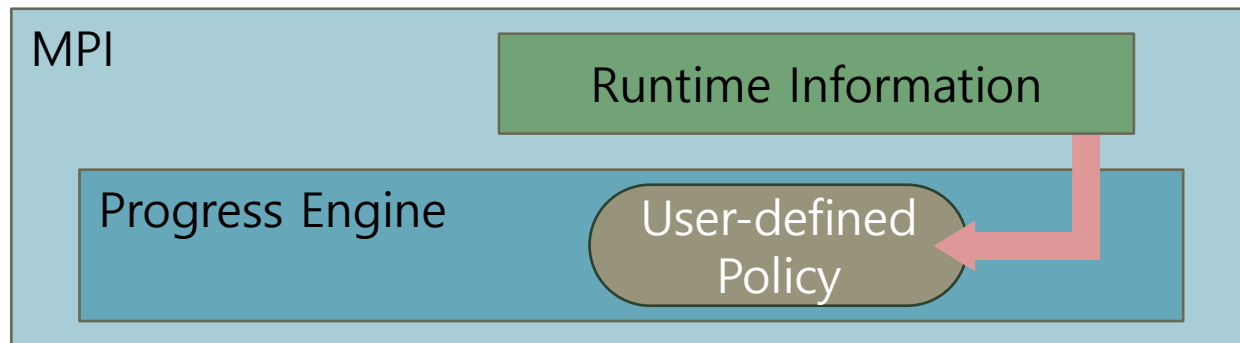 MPI
Runtime Information
Progress Engine
User-defined
Policy